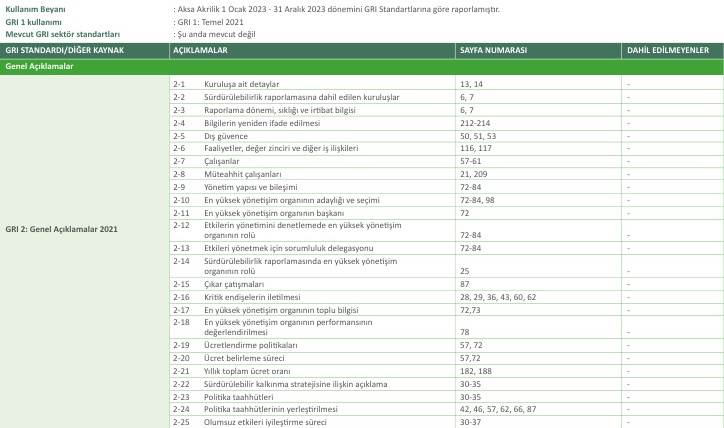 Kullanım Beyanı : Aksa Akrilik 1 Ocak 2023 - 31 Aralık 2023 dönemini GRI Standartlarına göre raporlamıştır.
GRI 1 kullanımı : GRI 1: Temel 2021
Mevcut GRI sektör standartları : Şu anda mevcut değil
GRI STANDARDI/DİĞER KAYNAK AÇIKLAMALAR SAYFA NUMARASI DAHİL EDİLMEYENLER
Genel Açıklamalar
2-1 Kuruluşa ait detaylar 13, 14 -
2-2 Sürdürülebilirlik raporlamasına dahil edilen kuruluşlar 6, 7 -
2-3 Raporlama dönemi, sıklığı ve irtibat bilgisi 6, 7 -
2-4 Bilgilerin yeniden ifade edilmesi 212-214 -
2-5 Dış güvence 50, 51, 53 -
2-6 Faaliyetler, değer zinciri ve diğer iş ilişkileri 116, 117 -
2-7 Çalışanlar 57-61 -
2-8 Müteahhit çalışanları 21, 209 -
2-9 Yönetim yapısı ve bileşimi 72-84 -
2-10 En yüksek yönetişim organının adaylığı ve seçimi 72-84, 98 -
2-11 En yüksek yönetişim organının başkanı 72 -
2-12 Etkilerin yönetimini denetlemede en yüksek yönetişim
organının rolü 72-84 -
GRI 2: Genel Açıklamalar 2021
2-13 Etkileri yönetmek için sorumluluk delegasyonu 72-84 -
2-14 Sürdürülebilirlik raporlamasında en yüksek yönetişim
organının rolü 25 -
2-15 Çıkar çatışmaları 87 -
2-16 Kritik endişelerin iletilmesi 28, 29, 36, 43, 60, 62 -
2-17 En yüksek yönetişim organının toplu bilgisi 72,73 -
2-18 En yüksek yönetişim organının performansının
değerlendirilmesi 78 -
2-19 Ücretlendirme politikaları 57, 72 -
2-20 Ücret belirleme süreci 57,72 -
2-21 Yıllık toplam ücret oranı 182, 188 -
2-22 Sürdürülebilir kalkınma stratejisine ilişkin açıklama 30-35 -
2-23 Politika taahhütleri 30-35 -
2-24 Politika taahhütlerinin yerleştirilmesi 42, 46, 57, 62, 66, 87 -
2-25 Olumsuz etkileri iyileştirme süreci 30-37 -